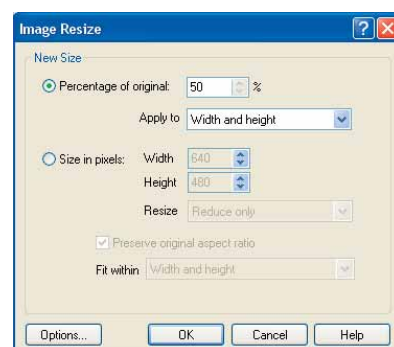 Image Resize
New Size
Percentage of original: 50 %
Apply to Width and height
Size in pixels: Width 640
Height 480
Resize Reduce only
Preserve original aspect ratio
Fit within Width and height
Options... OK Cancel Help